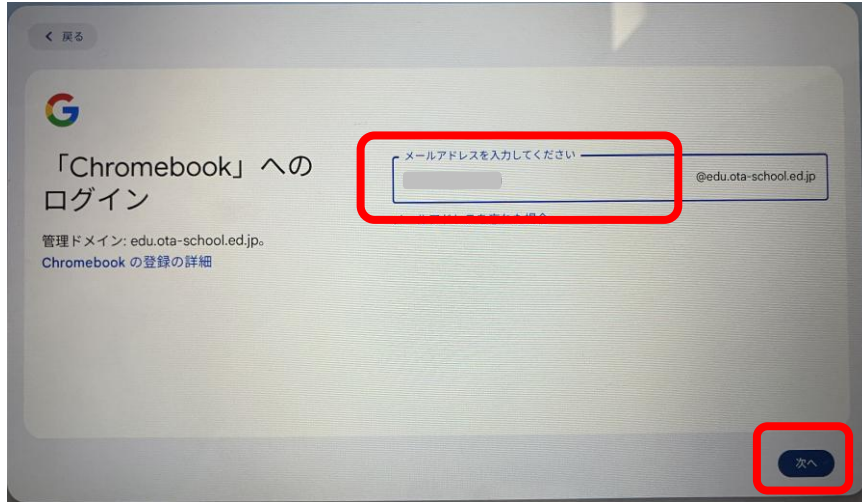 戻る
「Chromebook」への
ログイン
管理ドメイン: edu.ota-school.ed.jp。
Chromebook の登録の詳細
メールアドレスを入力してください
@edu.ota-school.ed.jp
次へ